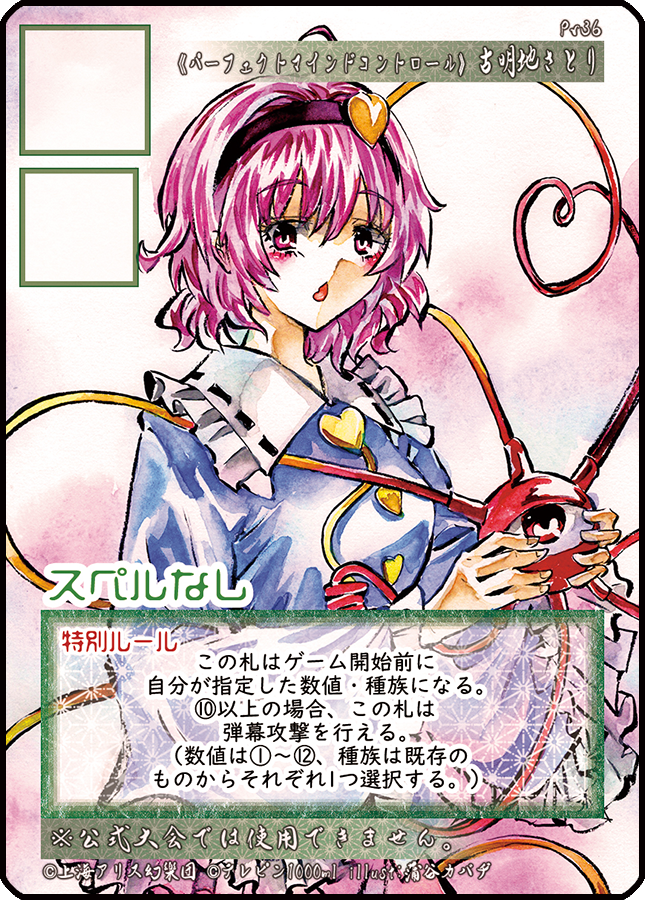 Pr36
《パーフェクトマインドコントロール》 古明地さとり
スペルなし
特別ルール
この札はゲーム開始前に
自分が指定した数値・種族になる。
⑩以上の場合、この札は
弾幕攻撃を行える。
(数値は①～⑫、種族は既存の
ものからそれぞれ1つ選択する。)
※公式大会では使用できません。
©上海アリス幻樂団 ©テレピン1000ml illust:蒲谷カバヂ